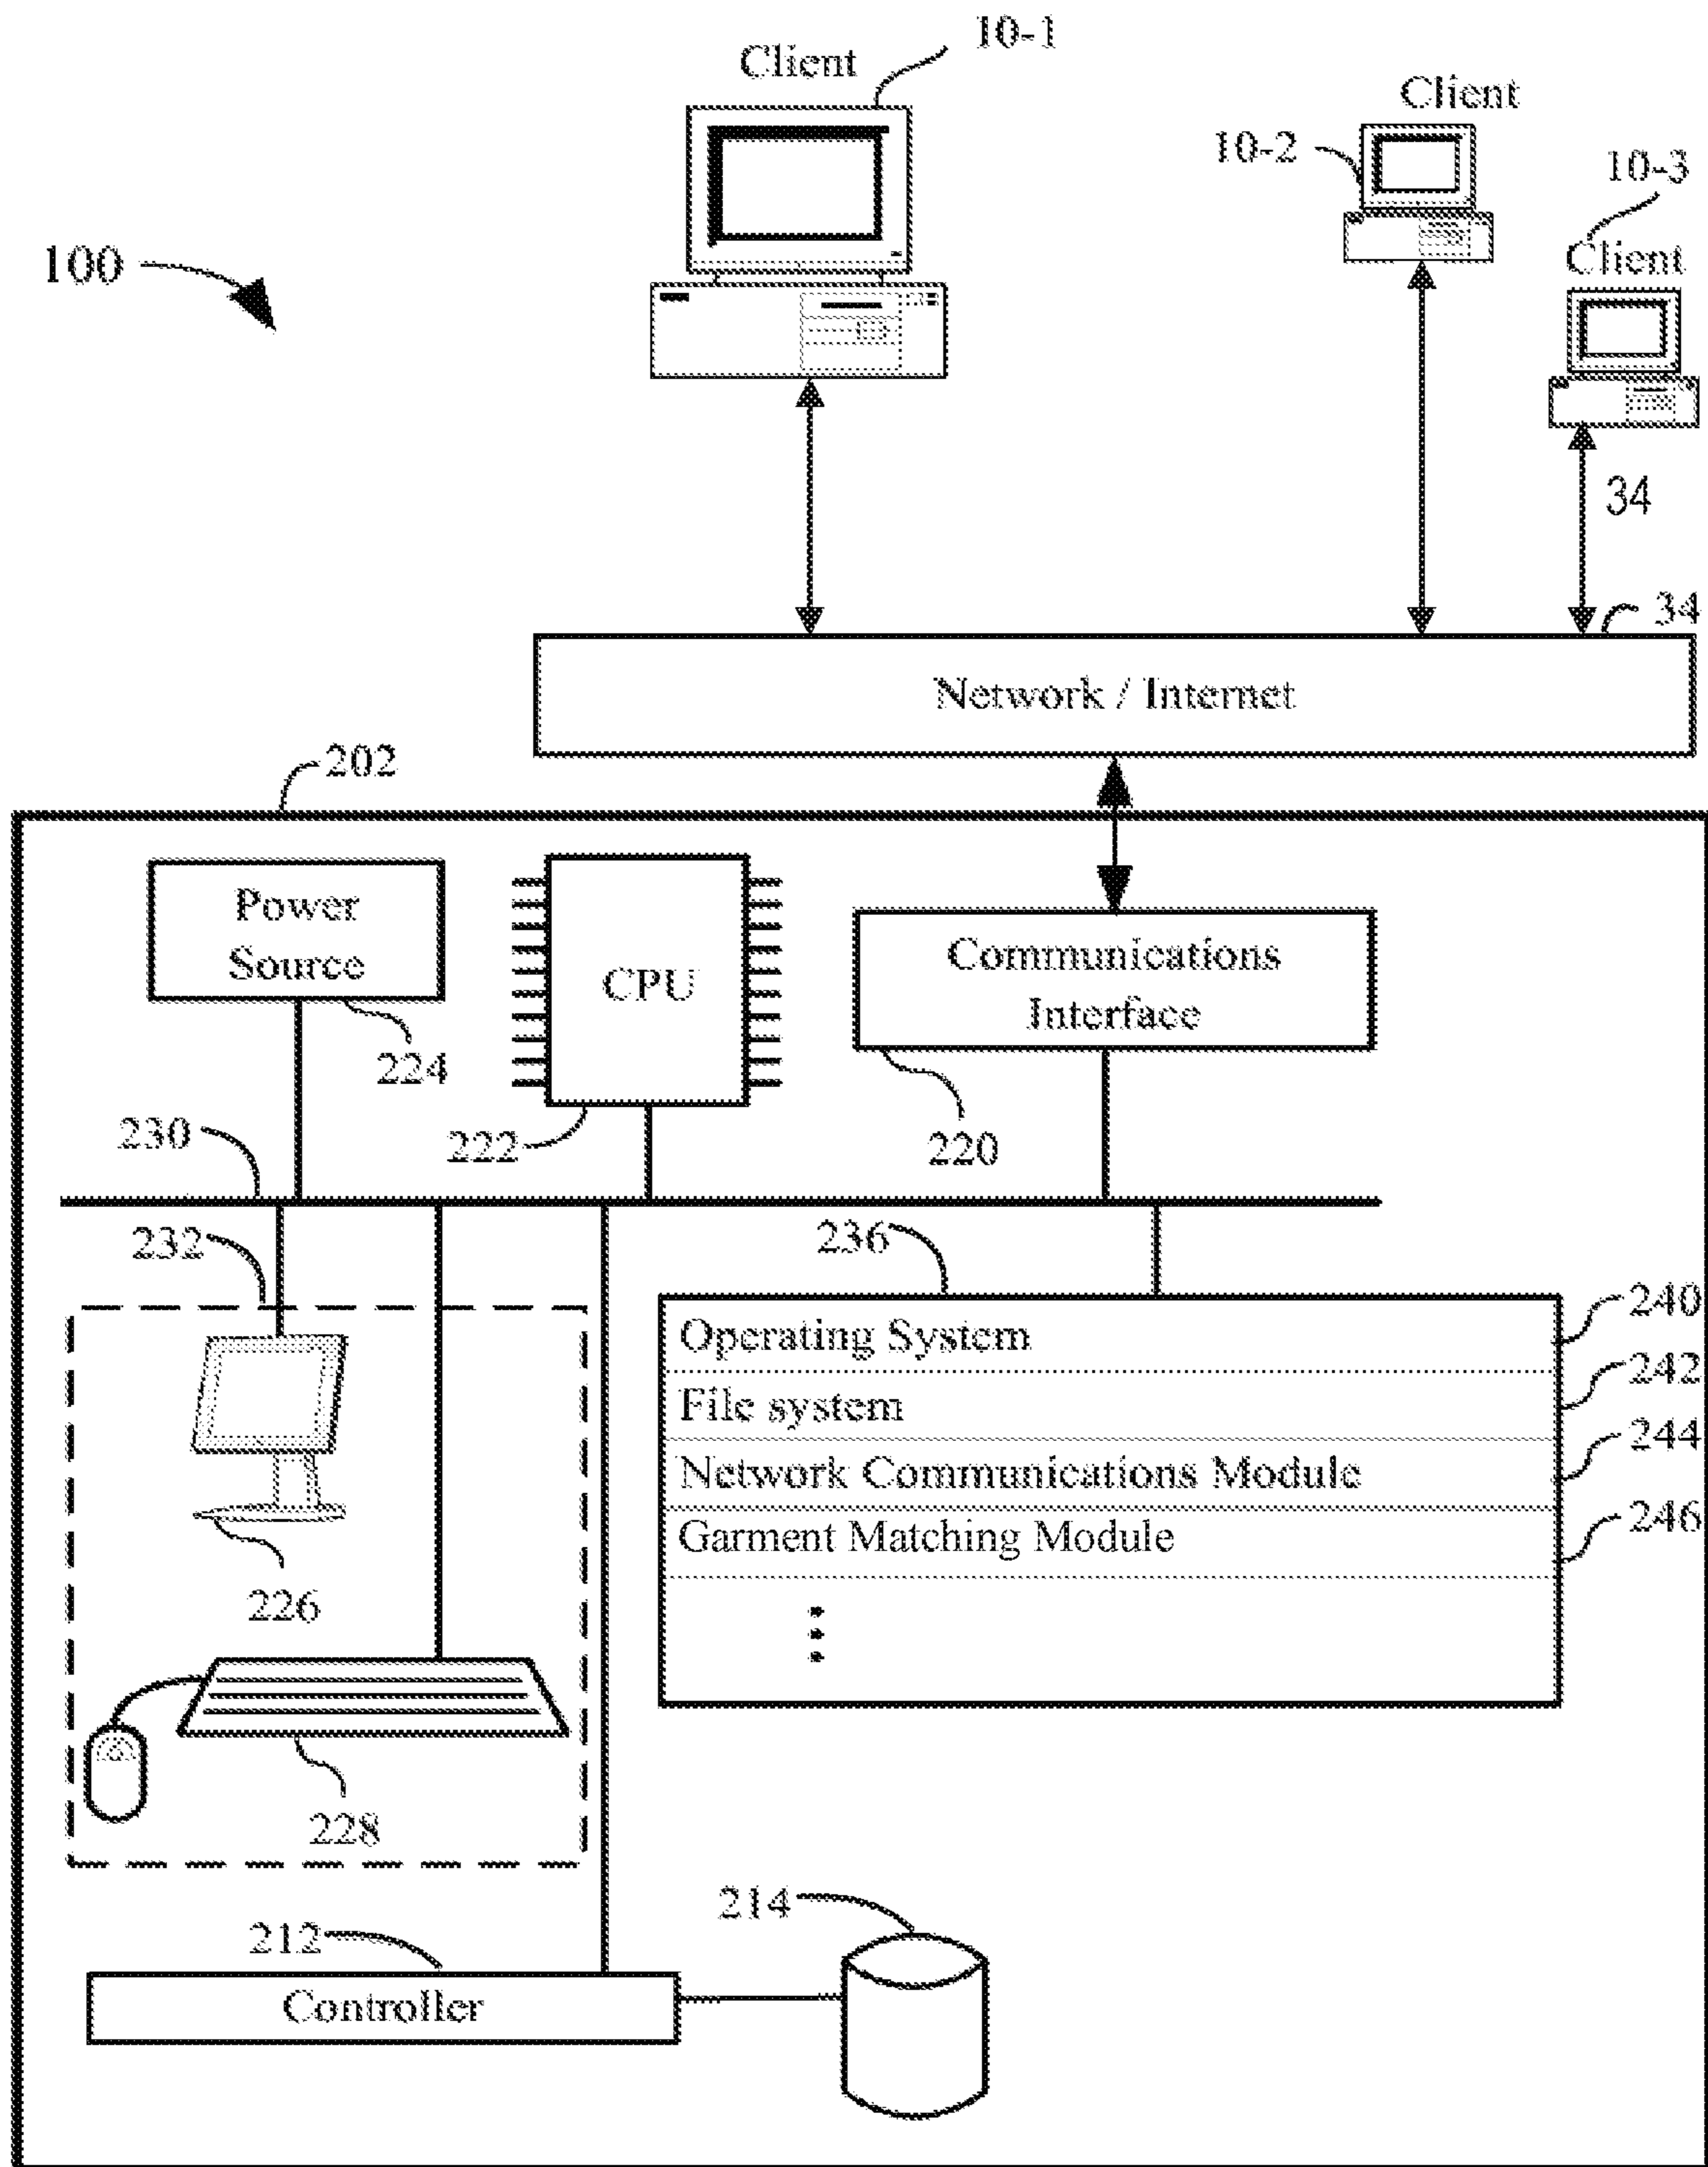 10-1
Client
Client
10-2
10-3
Client
100
34
34
Network / Internet
202
Power
Source
CPU
Communications
Interface
224
230
222
220
232
236
Operating System
240
File system
242
Network Communications Module
244
Garment Matching Module
246
226
228
214
212
Controller